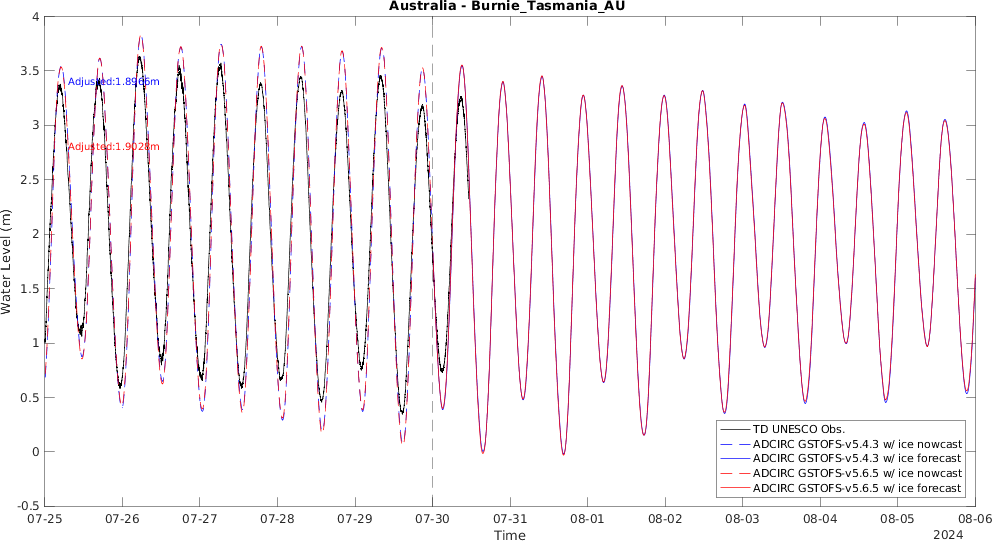 Australia - Burnie_Tasmania_AU
4
3.5
3
2.5
2
1.5
1
0.5
0
-0.5
Water Level (m)
Adjusted:1.8966m
Adjusted:1.9028m
TD UNESCO Obs.
ADCIRC GSTOFS-v5.4.3 w/ ice nowcast
ADCIRC GSTOFS-v5.4.3 w/ ice forecast
ADCIRC GSTOFS-v5.6.5 w/ ice nowcast
ADCIRC GSTOFS-v5.6.5 w/ ice forecast
07-25 07-26 07-27 07-28 07-29 07-30 07-31 08-01 08-02 08-03 08-04 08-05 08-06
Time
2024